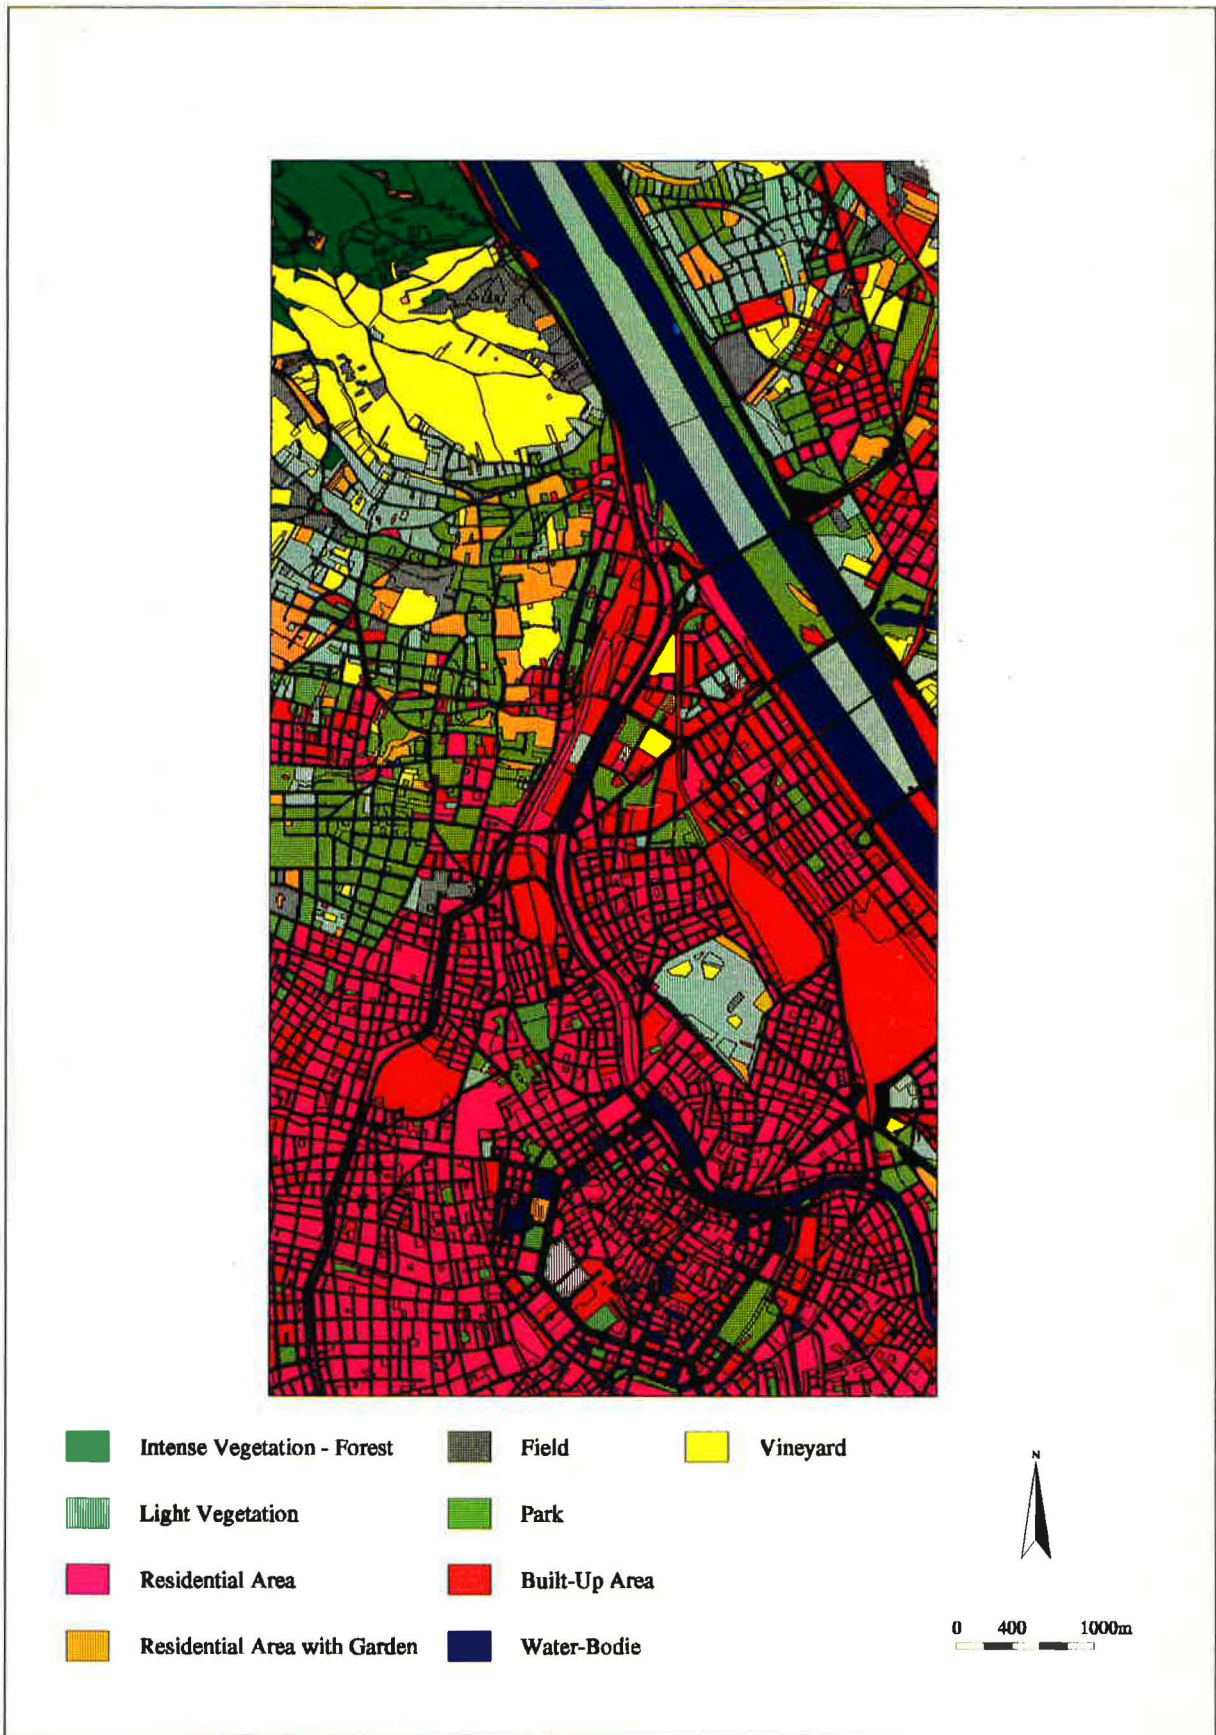 Intense Vegetation - Forest
Field
Vineyard
Light Vegetation
Park
Residential Area
Built-Up Area
Residential Area with Garden
Water-Bodie
N
0 400 1000m